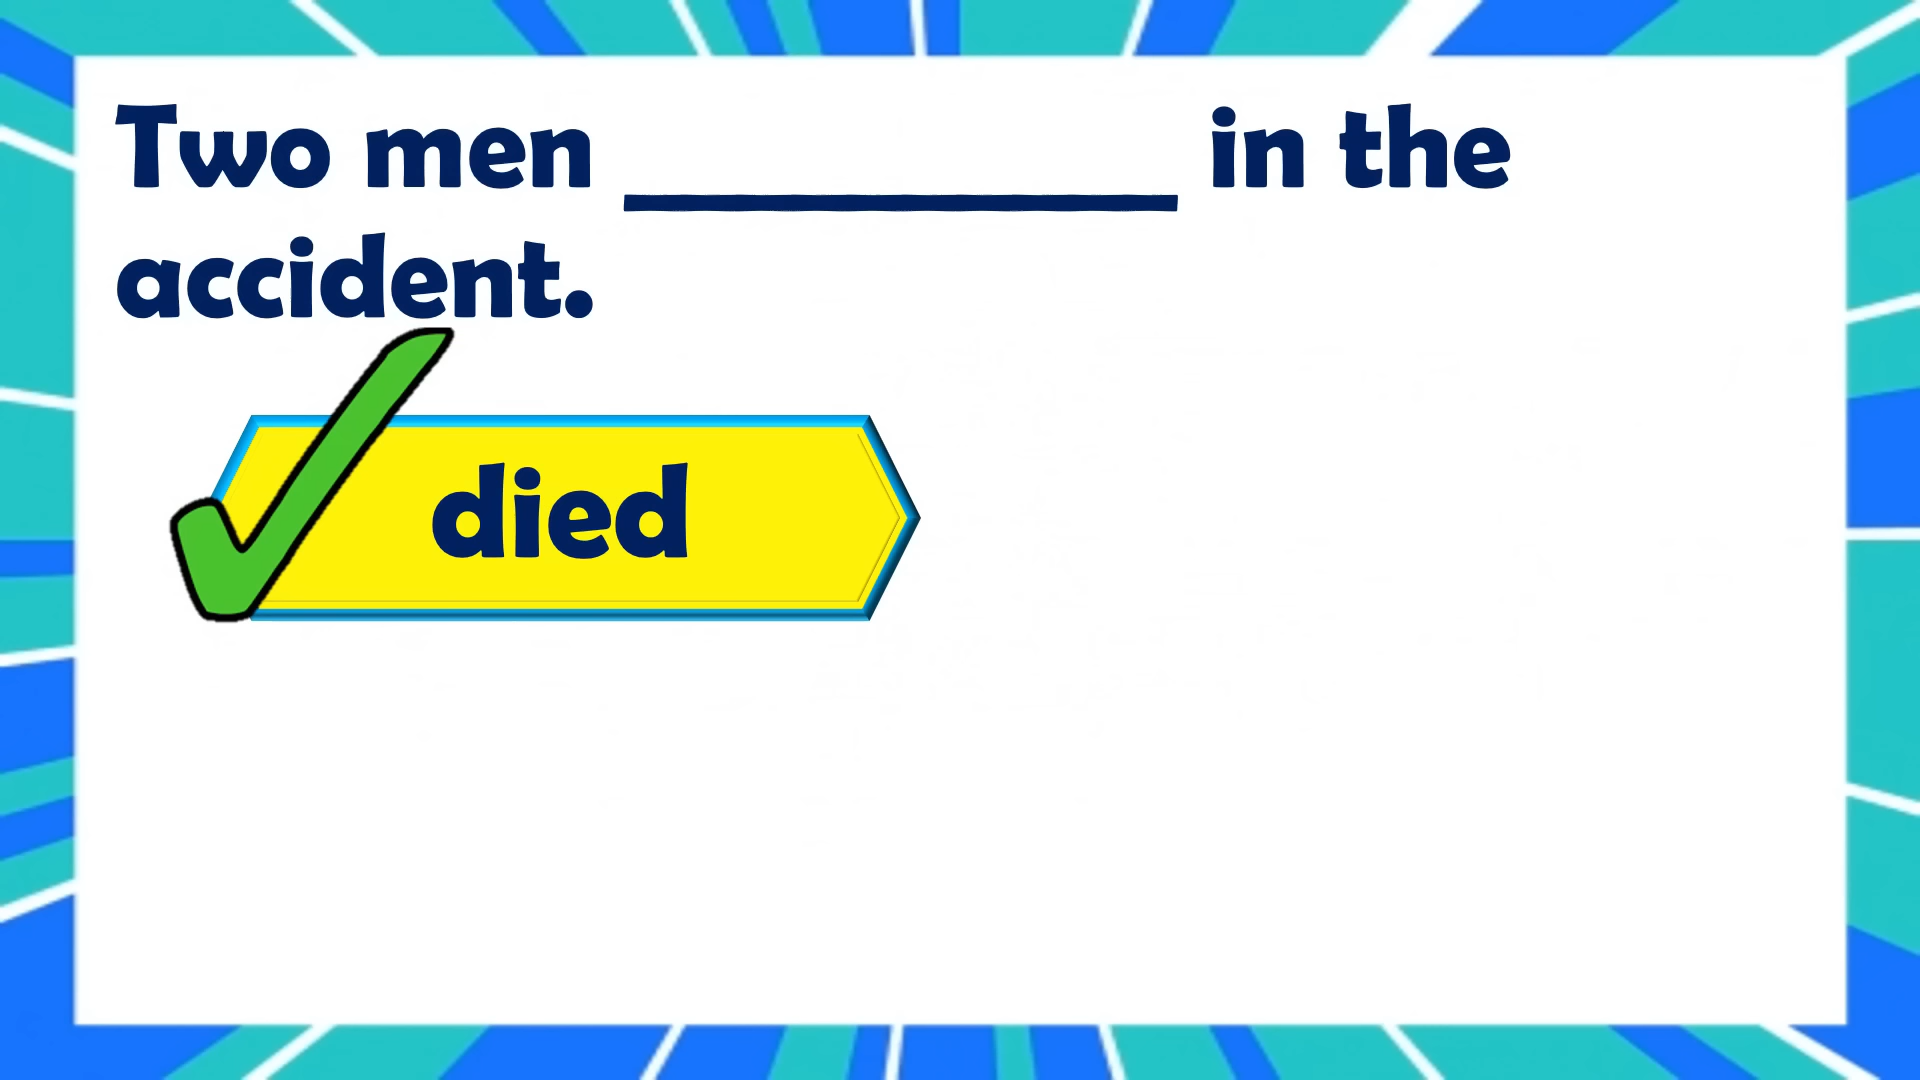 Two men __________ in the
accident.
died